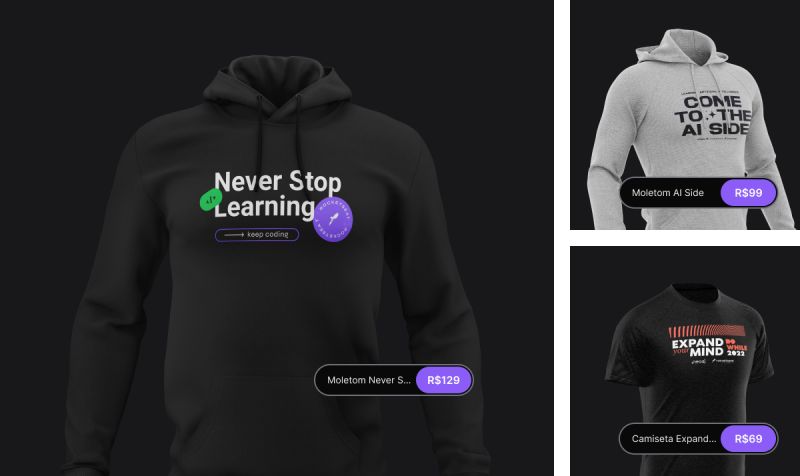 Never Stop
Learning
</>
keep coding
ROCKETSEAT
ROCKETSEAT
Moletom Never S...
R$129
COME
TO THE
AI SIDE
Moletom AI Side
R$99
EXPAND
your MIND
DO
WHILE
2022
Camiseta Expand...
R$69